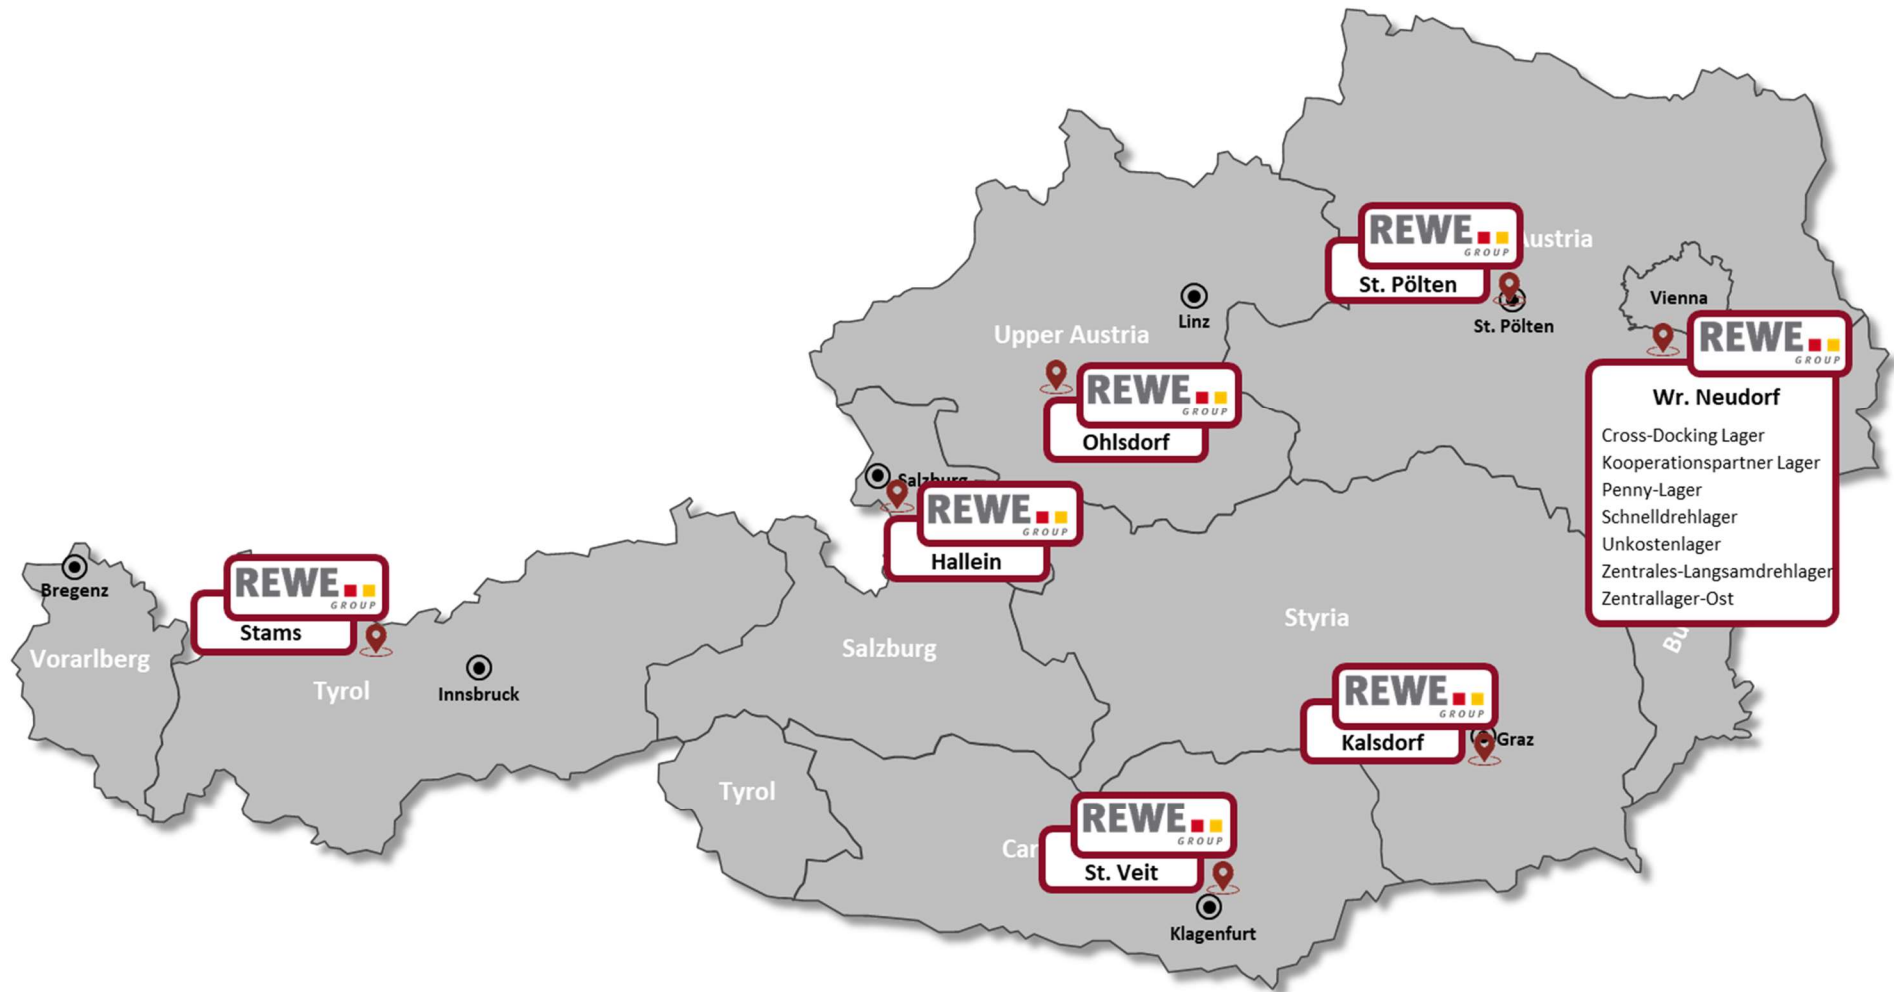 REWE
GROUP
St. Pölten
Austria
St. Pölten
Vienna
REWE
GROUP
Wr. Neudorf
Cross-Docking Lager
Kooperationspartner Lager
Penny-Lager
Schnelldrehlager
Unkostenlager
Zentrales-Langsamdrehlager
Zentrallager-Ost
Linz
Upper Austria
REWE
GROUP
Ohlsdorf
Salzburg
REWE
GROUP
Hallein
Bregenz
REWE
GROUP
Stams
Vorarlberg
Tyrol
Innsbruck
Salzburg
Styria
Bu
REWE
GROUP
Kalsdorf
Graz
Tyrol
Car
REWE
GROUP
St. Veit
Klagenfurt